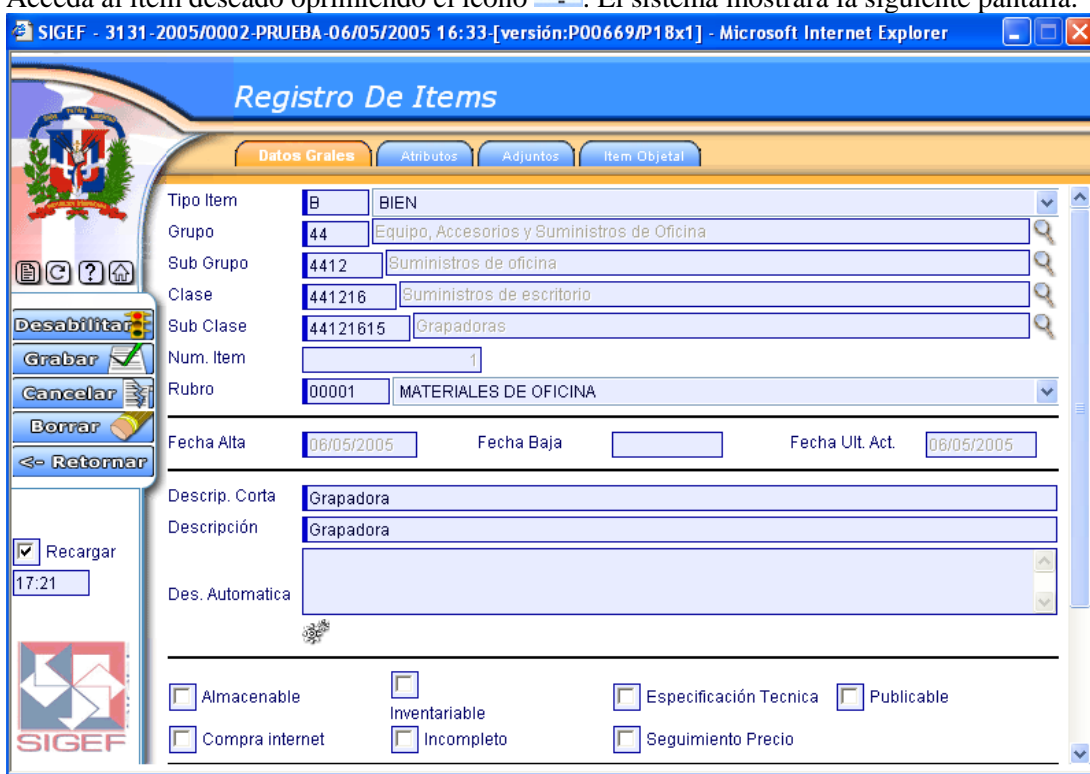 Acceda al ítem deseado oprimiendo el ícono . El sistema mostrará la siguiente pantalla:
SIGEF - 3131-2005/0002-PRUEBA-06/05/2005 16:33-[versión:P00669/P18x1] - Microsoft Internet Explorer
Registro De Items
Datos Grales Atributos Adjuntos Item Objetal
Tipo Item B BIEN
Grupo 44 Equipo, Accesorios y Suministros de Oficina
Sub Grupo 4412 Suministros de oficina
Clase 441216 Suministros de escritorio
Sub Clase 44121615 Grapadoras
Num. Item 1
Rubro 00001 MATERIALES DE OFICINA
Fecha Alta 06/05/2005 Fecha Baja Fecha Ult. Act. 06/05/2005
Descrip. Corta Grapadora
Descripción Grapadora
Des. Automatica
Almacenable Inventariable Especificación Tecnica Publicable
Compra internet Incompleto Seguimiento Precio
Desabilitar
Grabar
Cancelar
Borrar
<- Retornar
Recargar
17:21
SIGEF